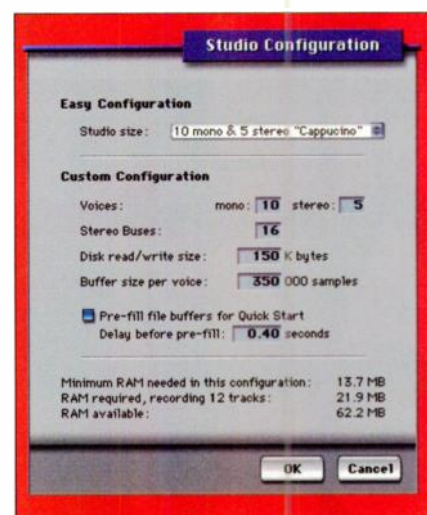 Studio Configuration
Easy Configuration
Studio size: 10 mono & 5 stereo "Cappucino"
Custom Configuration
Voices: mono: 10 stereo: 5
Stereo Buses: 16
Disk read/write size: 150 K bytes
Buffer size per voice: 350 000 samples
Pre-fill file buffers for Quick Start
Delay before pre-fill: 0.40 seconds
Minimum RAM needed in this configuration: 13.7 MB
RAM required, recording 12 tracks: 21.9 MB
RAM available: 62.2 MB
OK Cancel